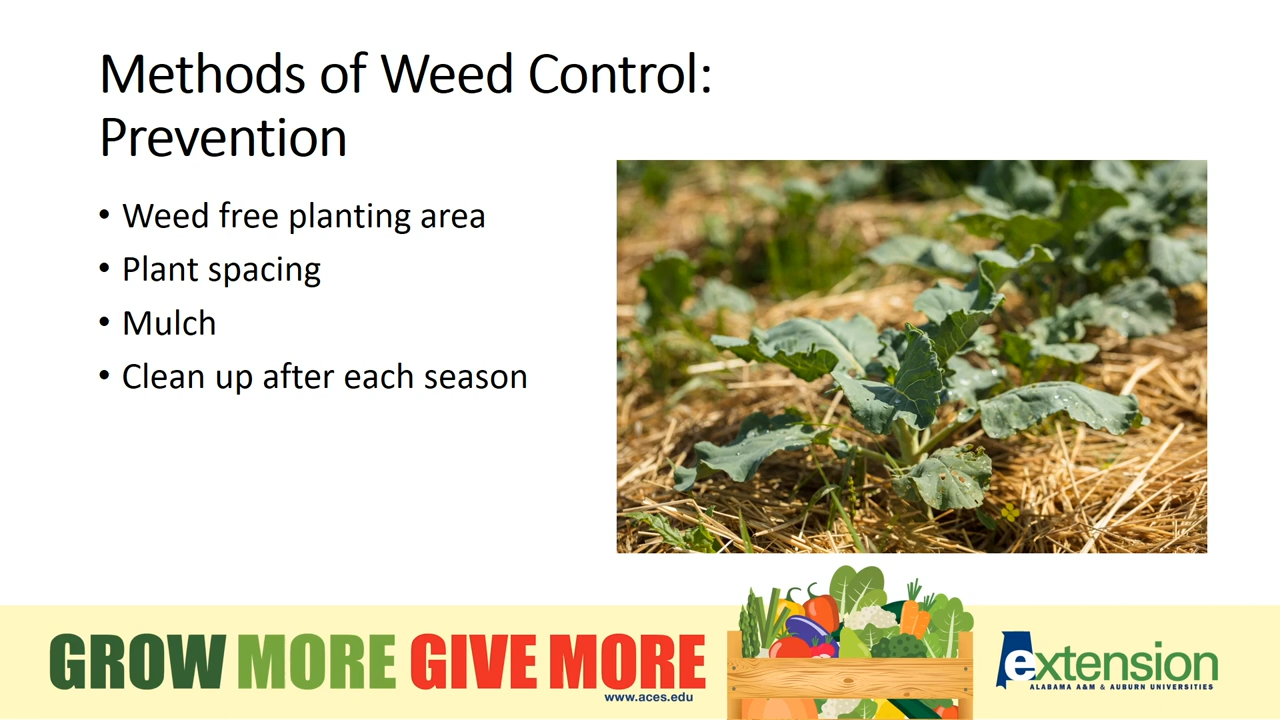 Methods of Weed Control:
Prevention
• Weed free planting area
• Plant spacing
• Mulch
• Clean up after each season
GROW MORE GIVE MORE
www.aces.edu
extension
ALABAMA A&M & AUBURN UNIVERSITIES